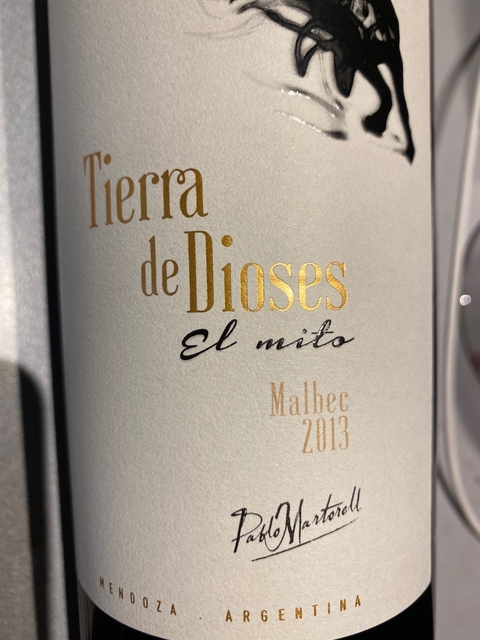 Tierra
de Dioses
El mito
Malbec
2013
Pablo Martorell
MENDOZA . ARGENTINA